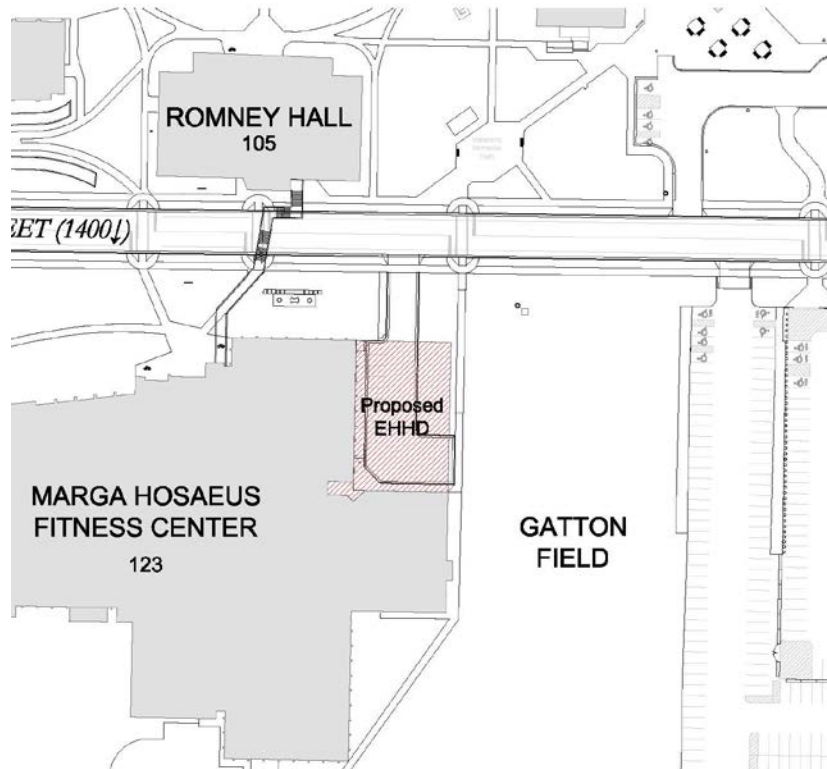 ROMNEY HALL
105
EET (1400↓)
Proposed
EHHD
MARGA HOSAEUS
FITNESS CENTER
123
GATTON
FIELD